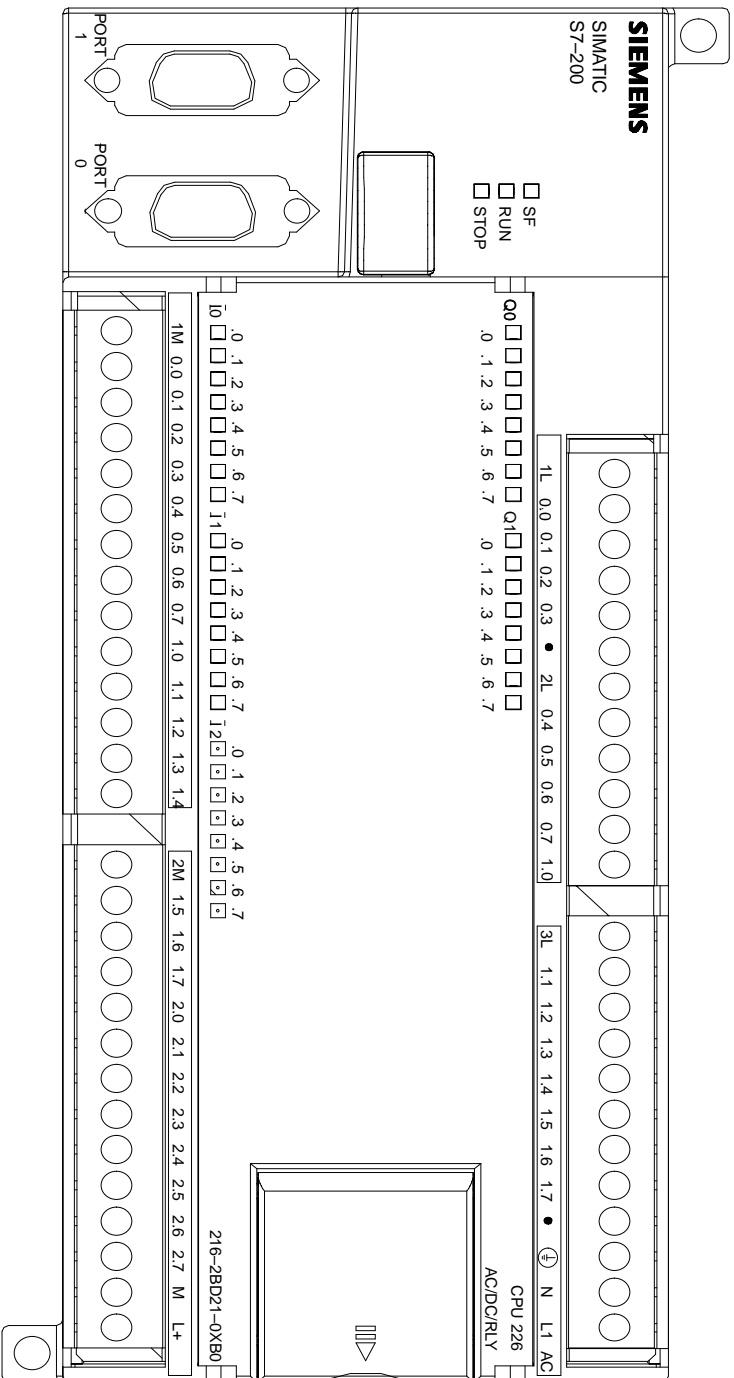 SIEMENS
SIMATIC
S7–200
SF
RUN
STOP
PORT 1
PORT 0
1L 0.0 0.1 0.2 0.3 • 2L 0.4 0.5 0.6 0.7 1.0
3L 1.1 1.2 1.3 1.4 1.5 1.6 1.7 • N L1 AC
Q0
.0 .1 .2 .3 .4 .5 .6 .7
Q1
.0 .1 .2 .3 .4 .5 .6 .7
CPU 226
AC/DC/RLY
I0
.0 .1 .2 .3 .4 .5 .6 .7
I1
.0 .1 .2 .3 .4 .5 .6 .7
I2
.0 .1 .2 .3 .4 .5 .6 .7
216–2BD21–0XB0
1M 0.0 0.1 0.2 0.3 0.4 0.5 0.6 0.7 1.0 1.1 1.2 1.3 1.4
2M 1.5 1.6 1.7 2.0 2.1 2.2 2.3 2.4 2.5 2.6 2.7 M L+